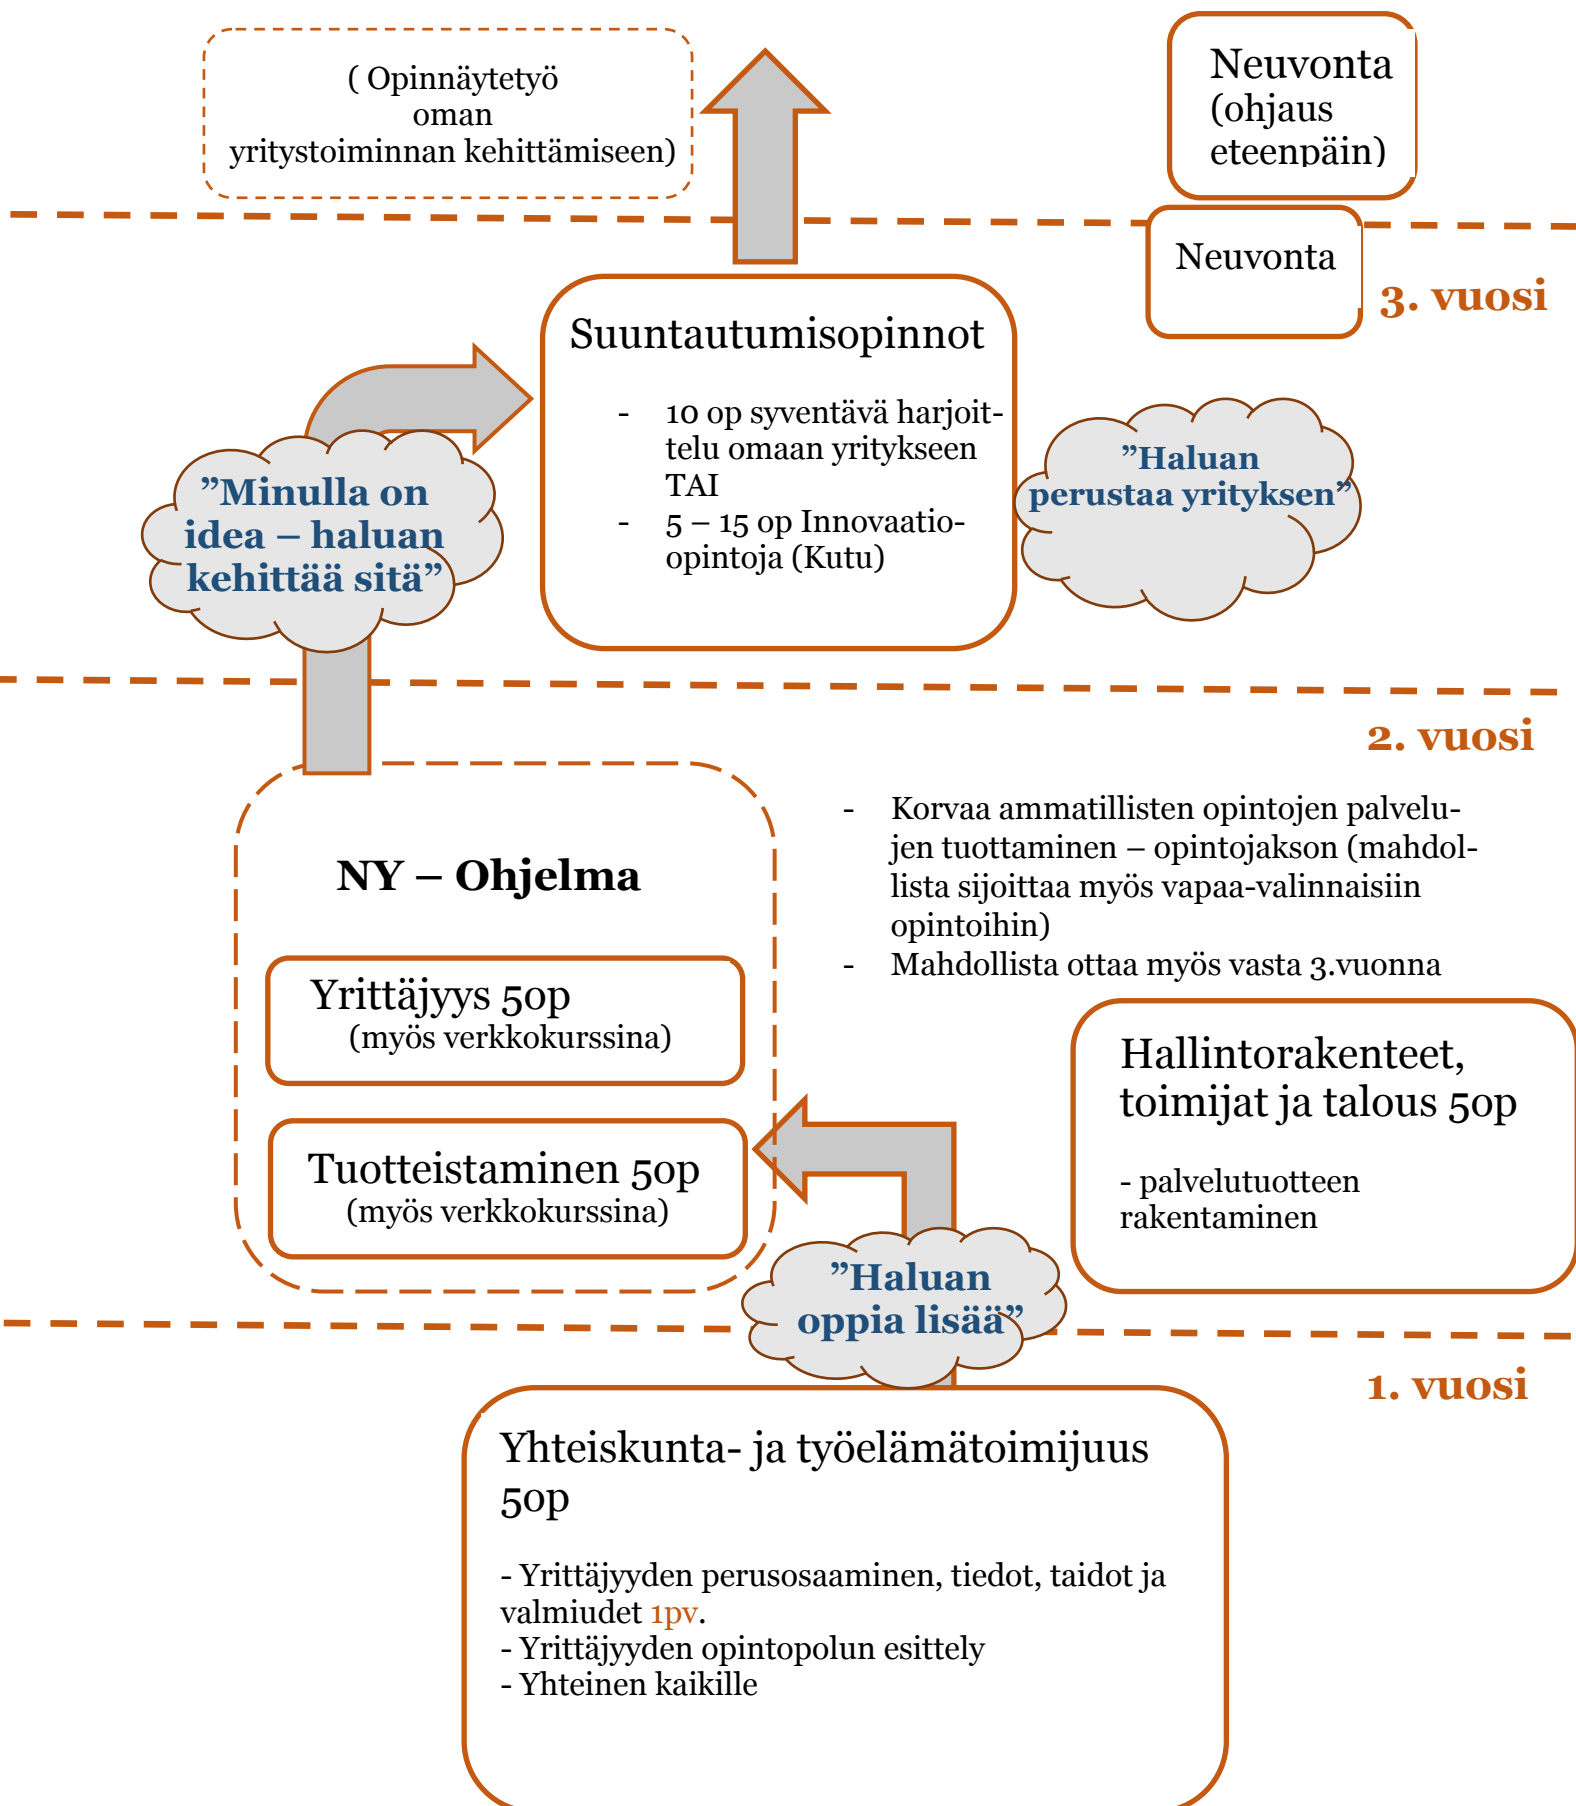 ( Opinnäytetyö
oman
yritystoiminnan kehittämiseen)
Neuvonta
(ohjaus
eteenpäin)
Neuvonta
3. vuosi
Suuntautumisopinnot
- 10 op syventävä harjoit-
telu omaan yritykseen
TAI
- 5 – 15 op Innovaatio-
opintoja (Kutu)
”Minulla on
idea – haluan
kehittää sitä”
”Haluan
perustaa yrityksen”
2. vuosi
NY – Ohjelma
Yrittäjyys 5op
(myös verkkokurssina)
Tuotteistaminen 5op
(myös verkkokurssina)
- Korvaa ammatillisten opintojen palvelu-
jen tuottaminen – opintojakson (mahdol-
lista sijoittaa myös vapaa-valinnaisiin
opintoihin)
- Mahdollista ottaa myös vasta 3.vuonna
Hallintorakenteet,
toimijat ja talous 5op
- palvelutuotteen
rakentaminen
”Haluan
oppia lisää”
1. vuosi
Yhteiskunta- ja työelämätoimijuus
5op
- Yrittäjyyden perusosaaminen, tiedot, taidot ja
valmiudet 1pv.
- Yrittäjyyden opintopolun esittely
- Yhteinen kaikille